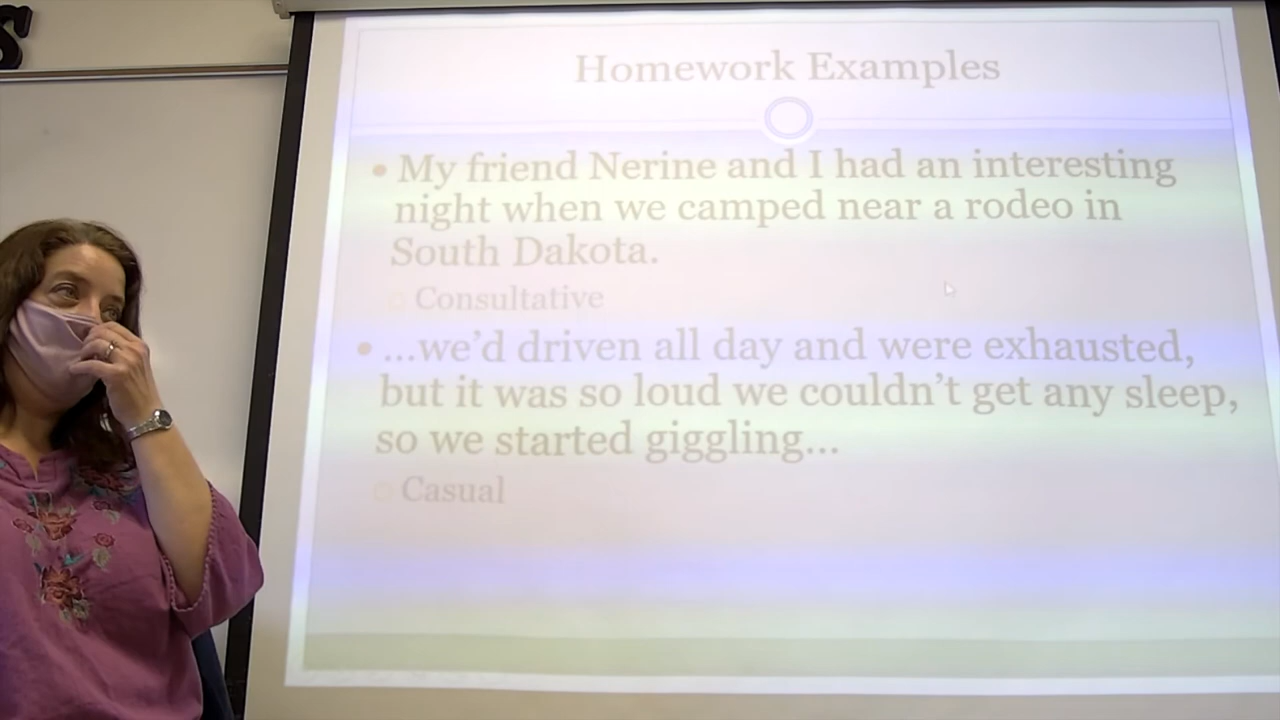 Homework Examples
• My friend Nerine and I had an interesting
night when we camped near a rodeo in
South Dakota.
○ Consultative
• …we’d driven all day and were exhausted,
but it was so loud we couldn’t get any sleep,
so we started giggling…
○ Casual